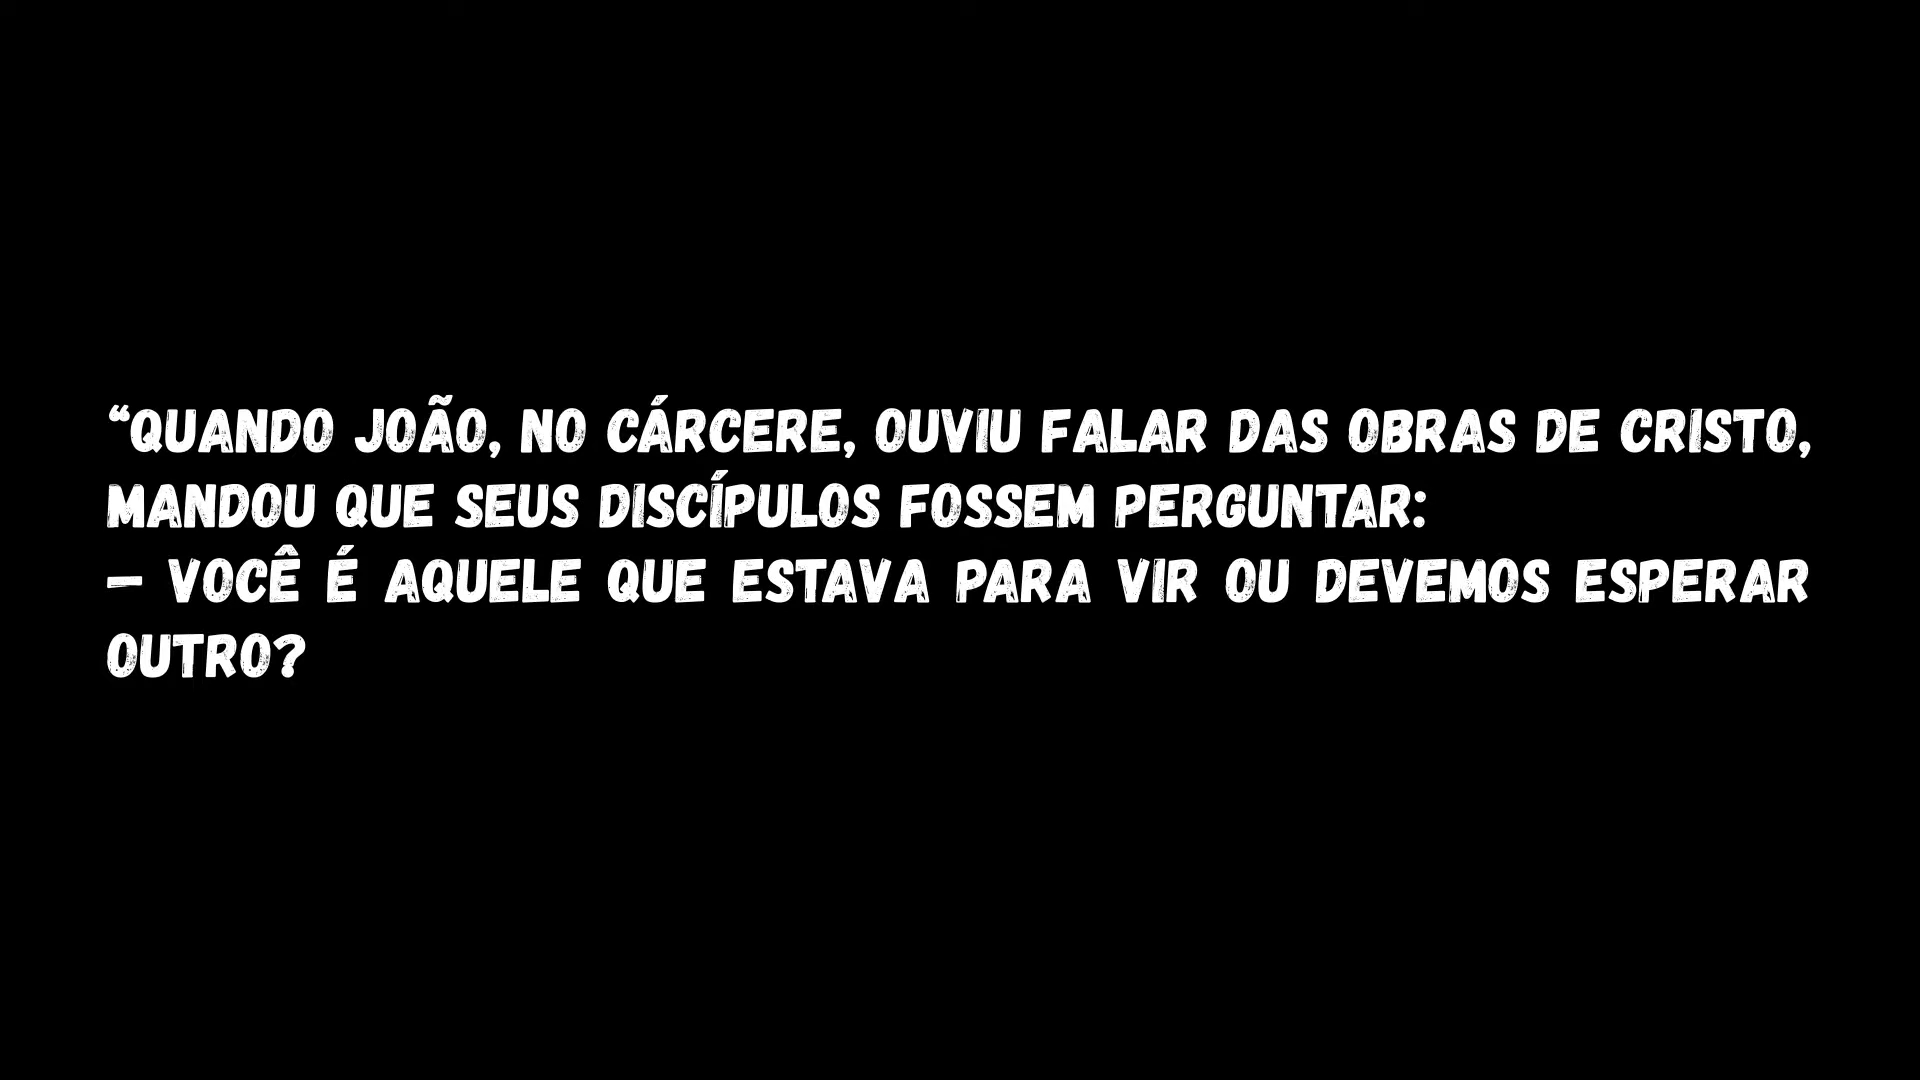 “QUANDO JOÃO, NO CÁRCERE, OUVIU FALAR DAS OBRAS DE CRISTO,
MANDOU QUE SEUS DISCÍPULOS FOSSEM PERGUNTAR:
— VOCÊ É AQUELE QUE ESTAVA PARA VIR OU DEVEMOS ESPERAR
OUTRO?